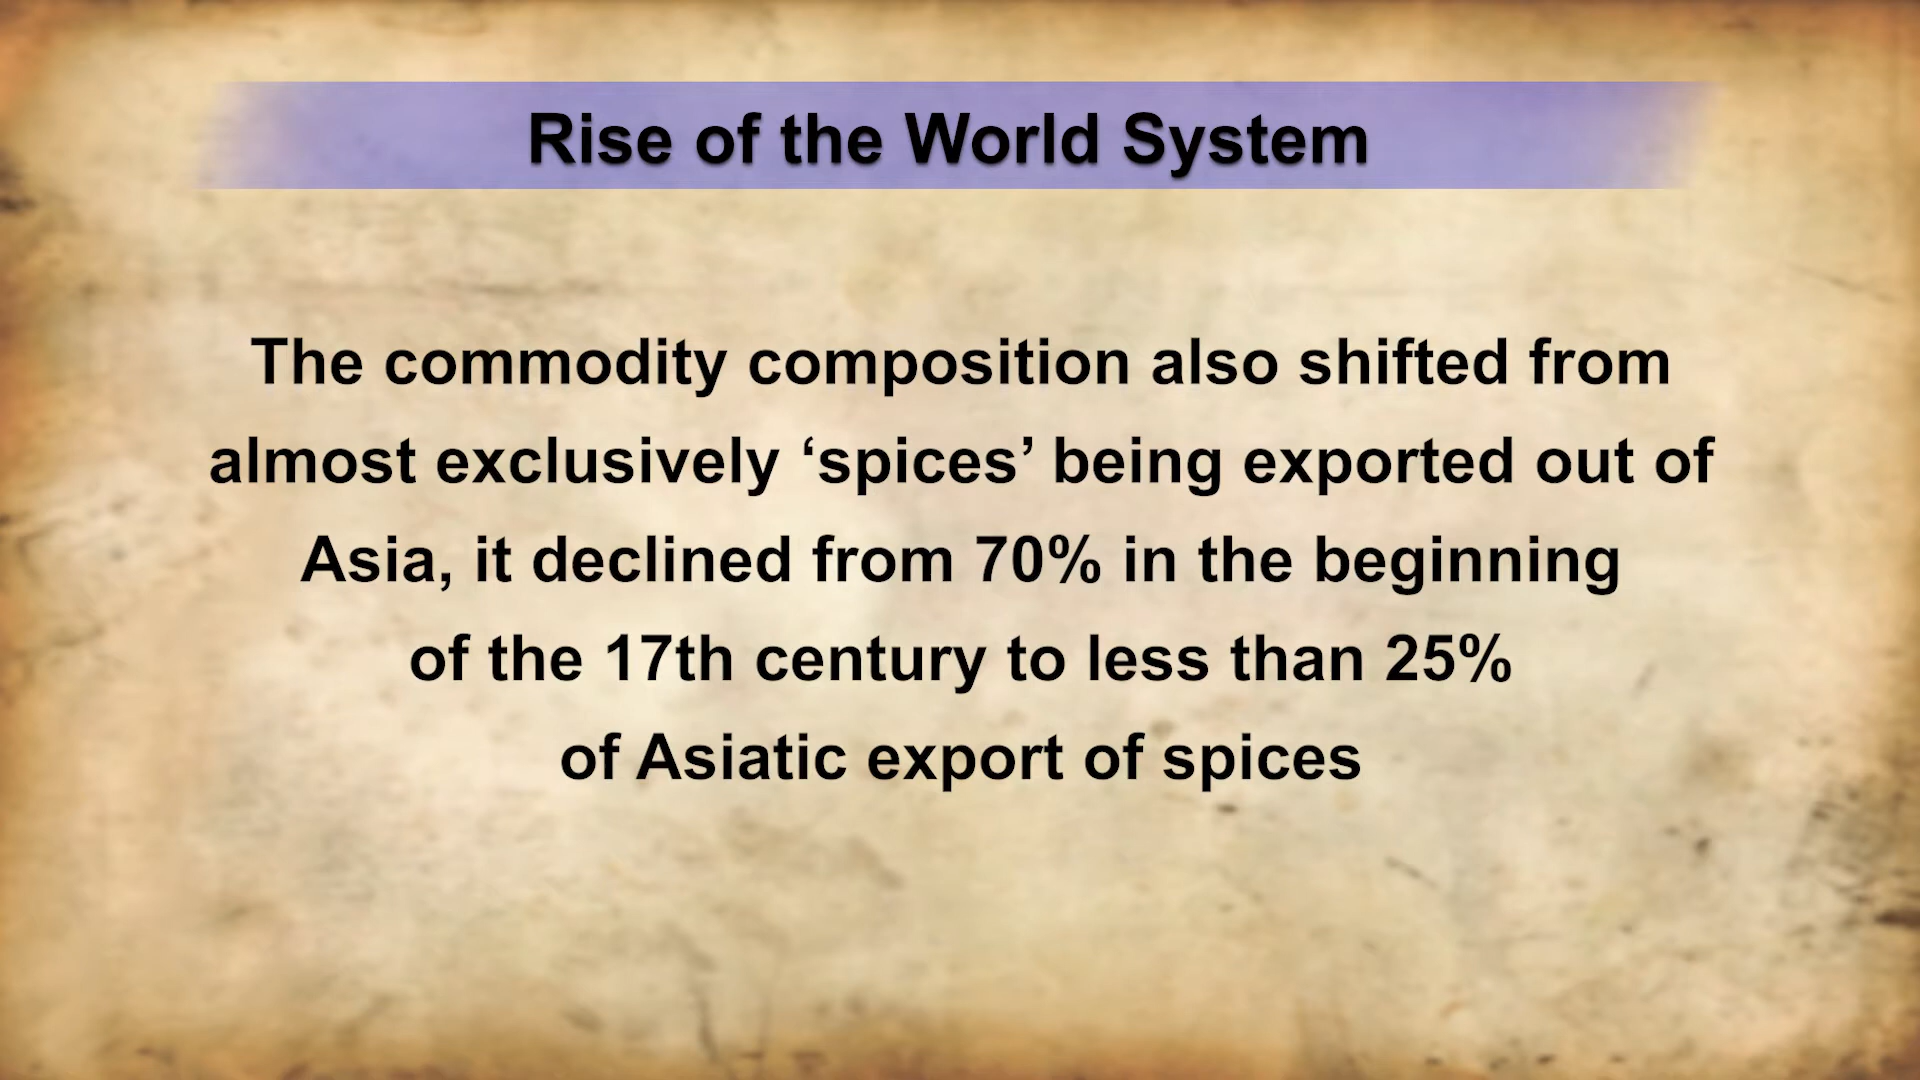 Rise of the World System
The commodity composition also shifted from
almost exclusively ‘spices’ being exported out of
Asia, it declined from 70% in the beginning
of the 17th century to less than 25%
of Asiatic export of spices